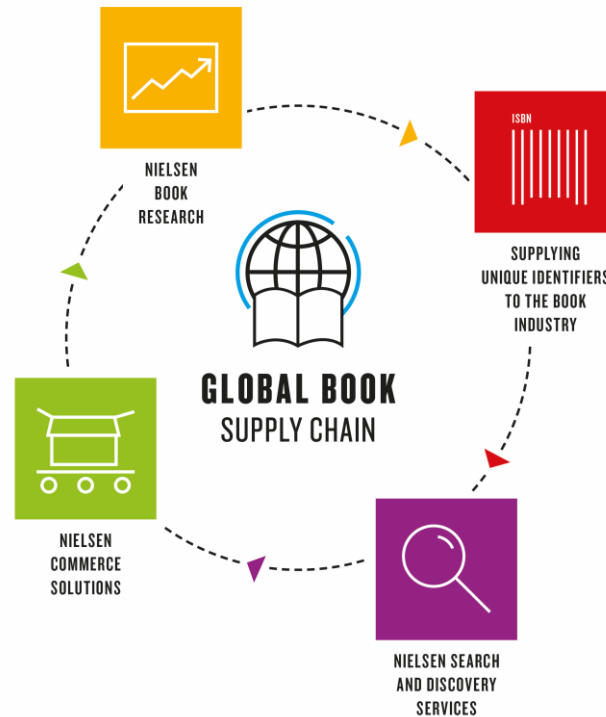 NIELSEN
BOOK
RESEARCH
ISBN
SUPPLYING
UNIQUE IDENTIFIERS
TO THE BOOK
INDUSTRY
GLOBAL BOOK
SUPPLY CHAIN
NIELSEN
COMMERCE
SOLUTIONS
NIELSEN SEARCH
AND DISCOVERY
SERVICES